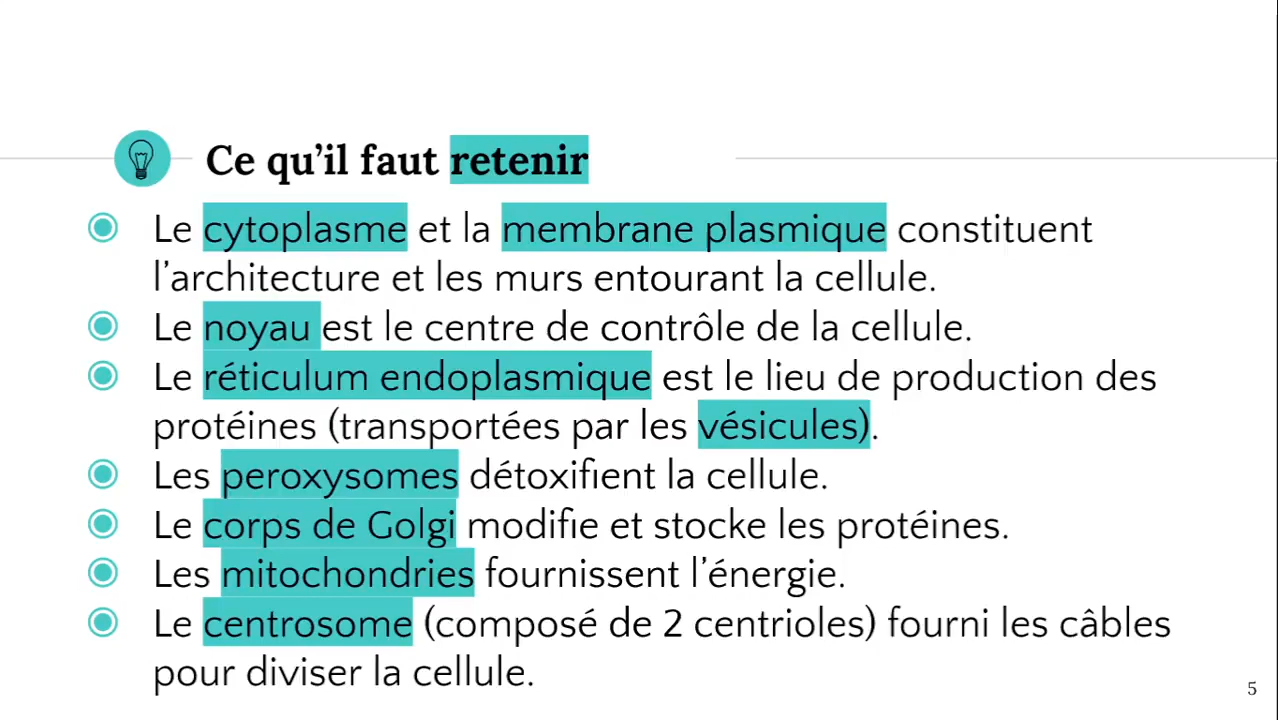 Ce qu’il faut retenir
Le cytoplasme et la membrane plasmique constituent
l’architecture et les murs entourant la cellule.
Le noyau est le centre de contrôle de la cellule.
Le réticulum endoplasmique est le lieu de production des
protéines (transportées par les vésicules).
Les peroxysomes détoxifient la cellule.
Le corps de Golgi modifie et stocke les protéines.
Les mitochondries fournissent l’énergie.
Le centrosome (composé de 2 centrioles) fourni les câbles
pour diviser la cellule.
5